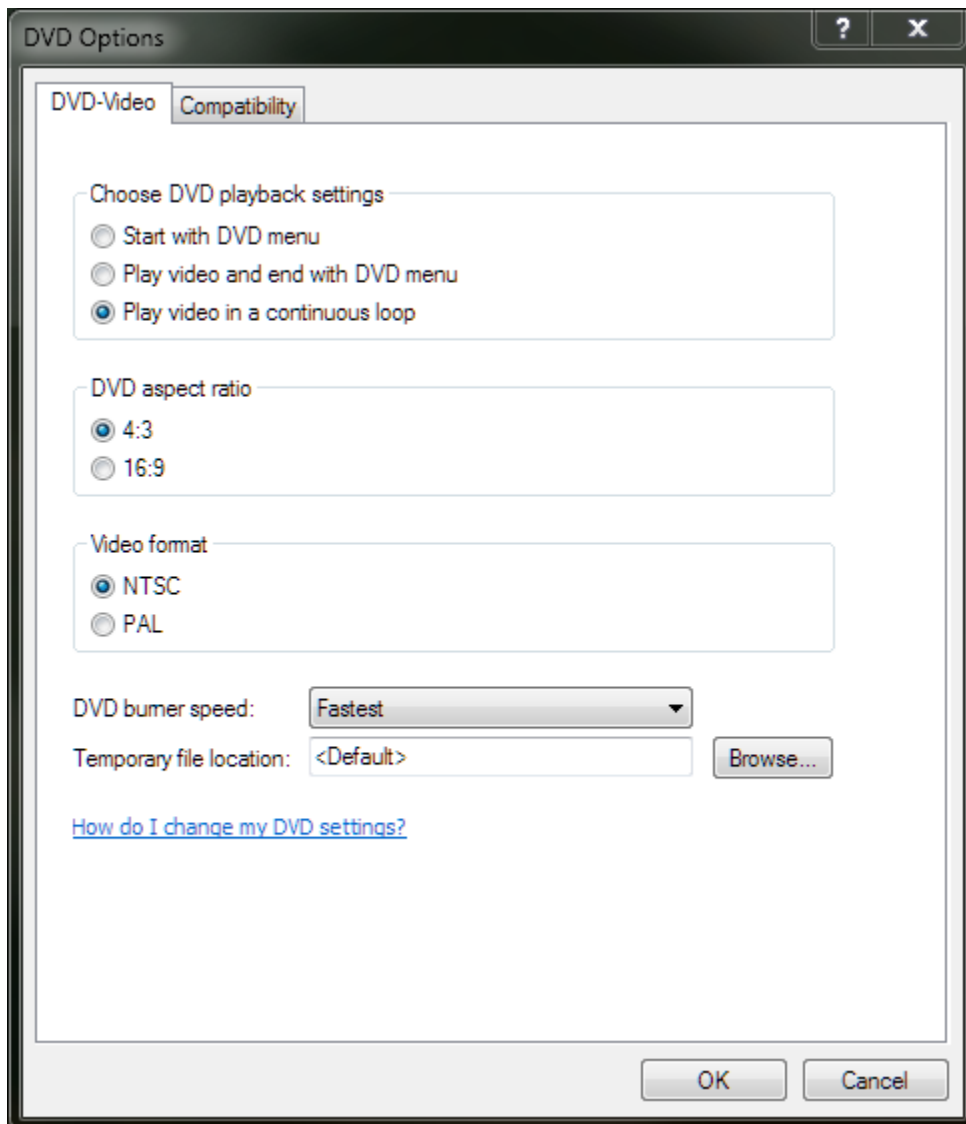 DVD Options
DVD-Video Compatibility
Choose DVD playback settings
Start with DVD menu
Play video and end with DVD menu
Play video in a continuous loop
DVD aspect ratio
4:3
16:9
Video format
NTSC
PAL
DVD burner speed: Fastest
Temporary file location: <Default> Browse...
How do I change my DVD settings?
OK Cancel